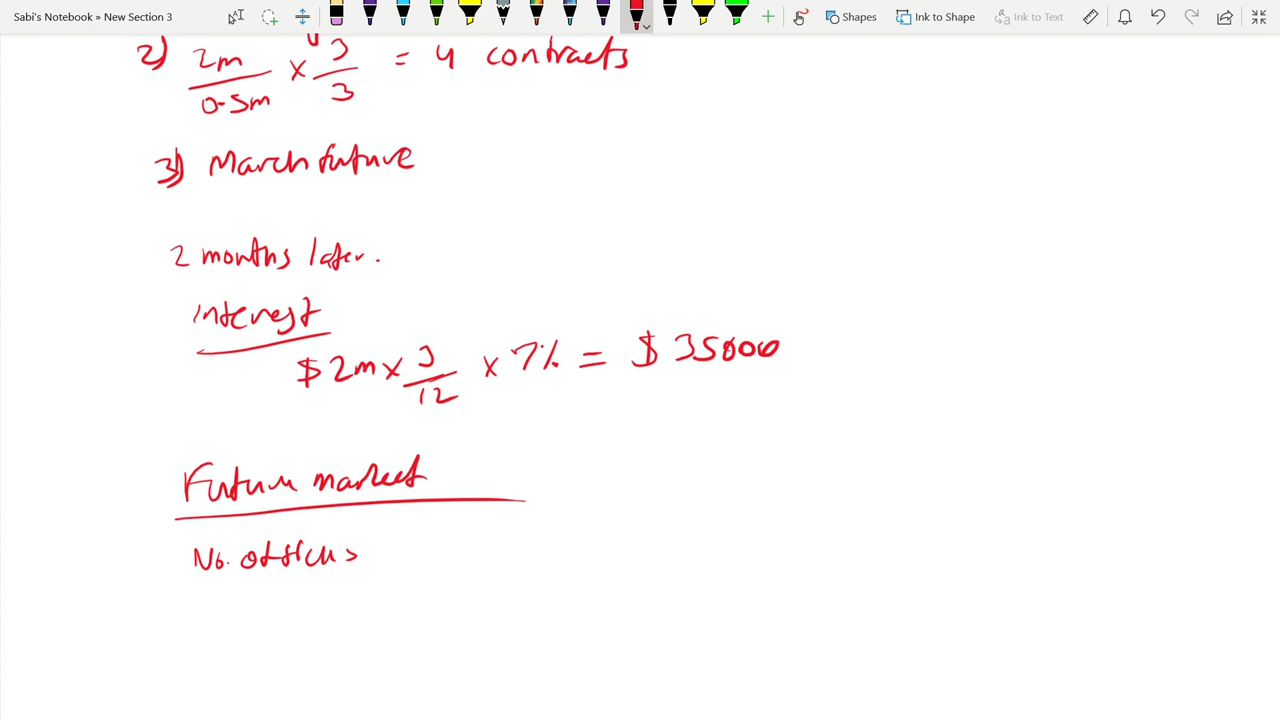 Sabi's Notebook » New Section 3
Shapes
Ink to Shape
Ink to Text
2) 2m / 0.5m × 3 / 3 = 4 contracts
3) March future
2 months later.
Interest
$2m × 3/12 × 7% = $35000
Future market
No. of ticks